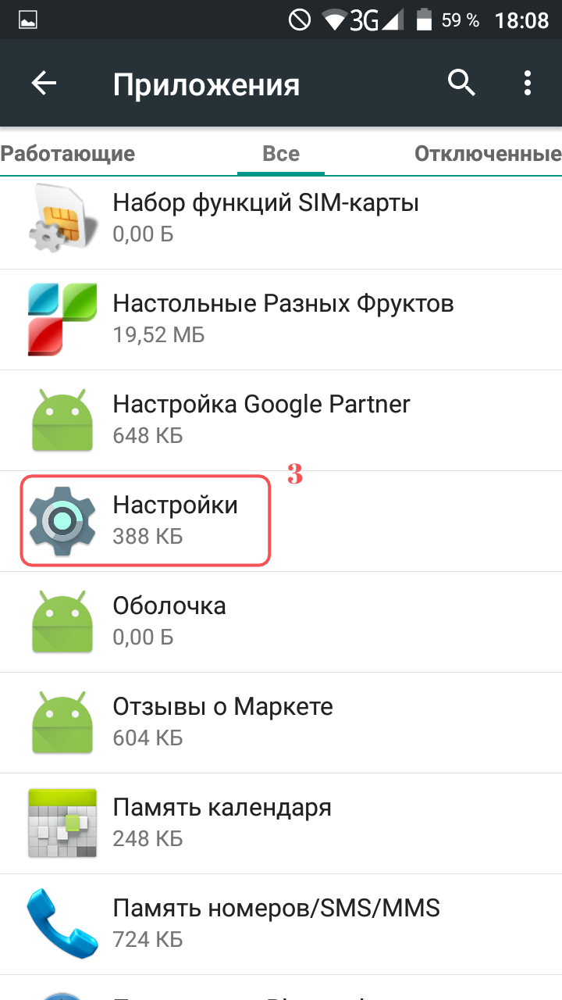 3G 59 % 18:08
Приложения
Работающие Все Отключенные
Набор функций SIM-карты
0,00 Б
Настольные Разных Фруктов
19,52 МБ
Настройка Google Partner
648 КБ
3
Настройки
388 КБ
Оболочка
0,00 Б
Отзывы о Маркете
604 КБ
Память календаря
248 КБ
Память номеров/SMS/MMS
724 КБ